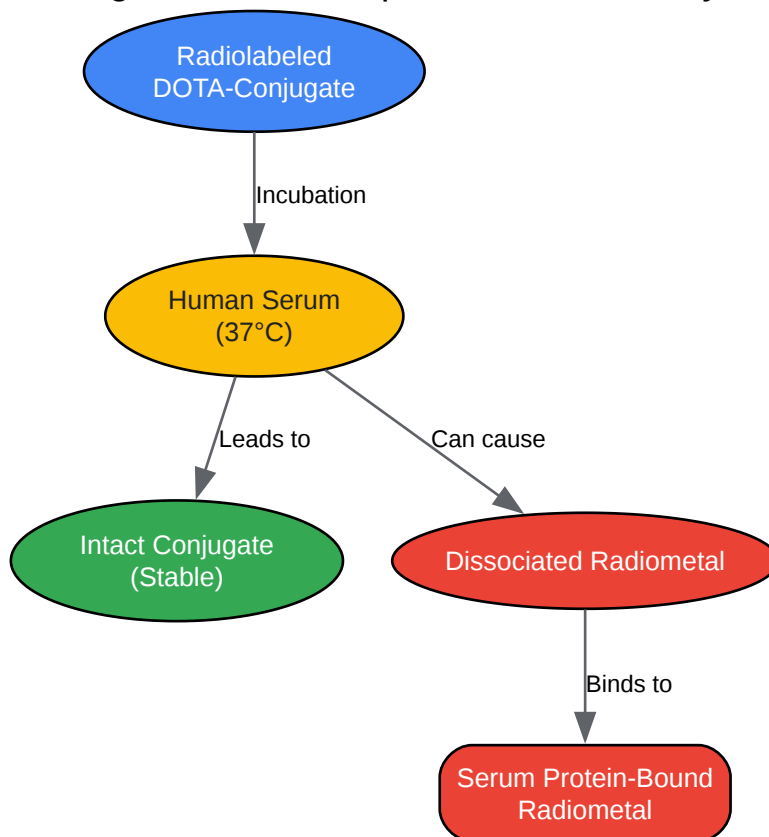 Radiolabeled
DOTA-Conjugate
Incubation
Human Serum
(37°C)
Leads to
Can cause
Intact Conjugate
(Stable)
Dissociated Radiometal
Binds to
Serum Protein-Bound
Radiometal